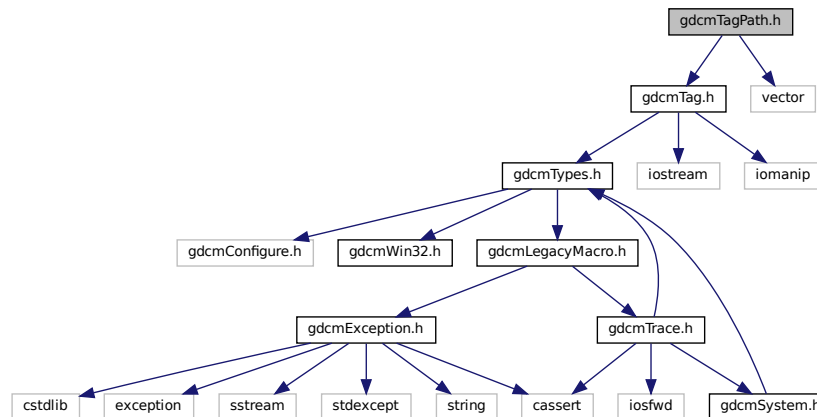 gdcmTagPath.h
gdcmTag.h
vector
gdcmTypes.h
iostream
iomanip
gdcmConfigure.h
gdcmWin32.h
gdcmLegacyMacro.h
gdcmException.h
gdcmTrace.h
cstdlib
exception
sstream
stdexcept
string
cassert
iosfwd
gdcmSystem.h